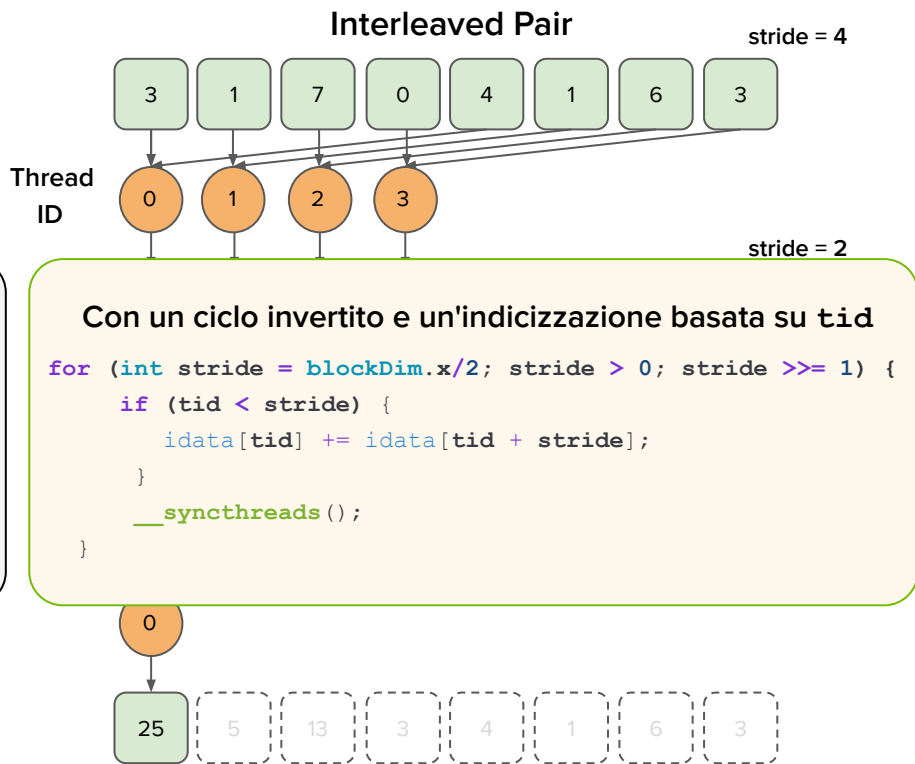 Interleaved Pair
stride = 4
3 1 7 0 4 1 6 3
Thread
ID
0 1 2 3
stride = 2
Con un ciclo invertito e un'indicizzazione basata su tid
for (int stride = blockDim.x/2; stride > 0; stride >>= 1) {
if (tid < stride) {
idata[tid] += idata[tid + stride];
}
__syncthreads();
}
0
25 5 13 3 4 1 6 3